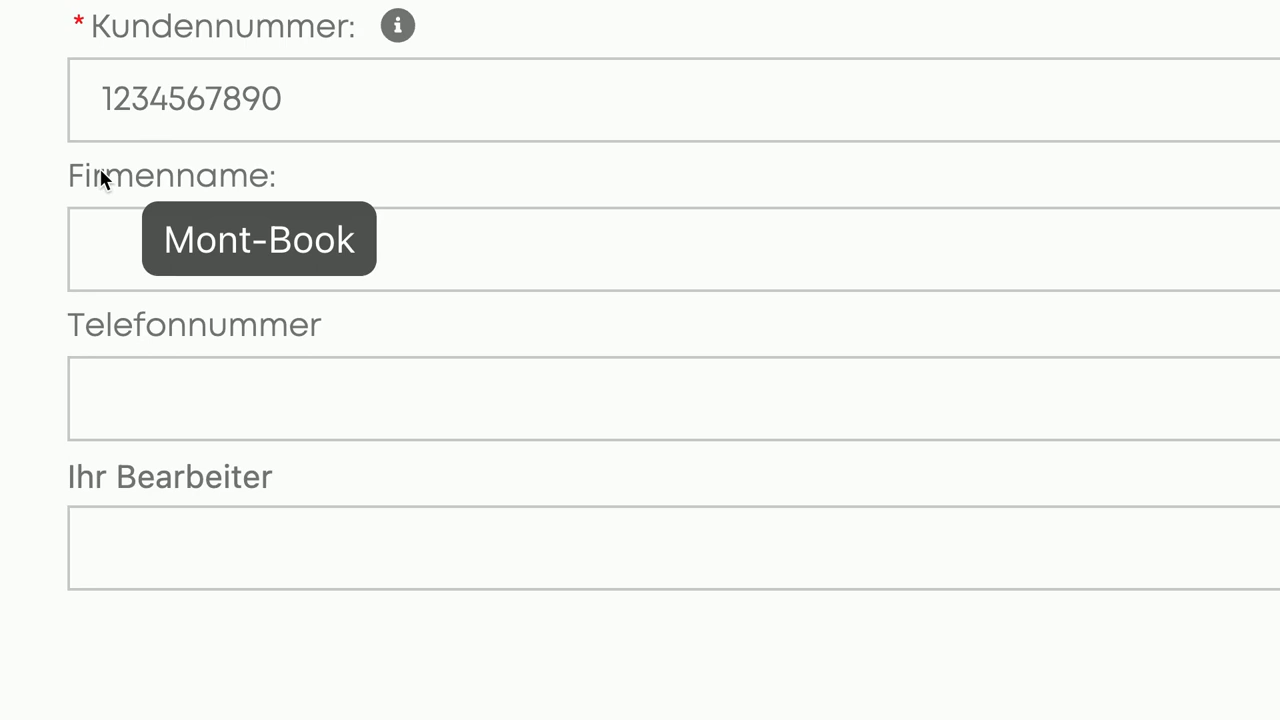 * Kundennummer:
1234567890
Firmenname:
Mont-Book
Telefonnummer
Ihr Bearbeiter